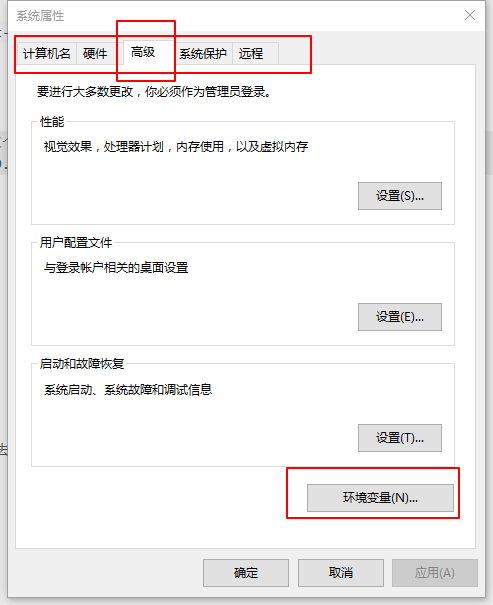 系统属性
计算机名 硬件 高级 系统保护 远程
要进行大多数更改，你必须作为管理员登录。
性能
视觉效果，处理器计划，内存使用，以及虚拟内存
设置(S)...
用户配置文件
与登录帐户相关的桌面设置
设置(E)...
启动和故障恢复
系统启动、系统故障和调试信息
设置(T)...
环境变量(N)...
确定 取消 应用(A)